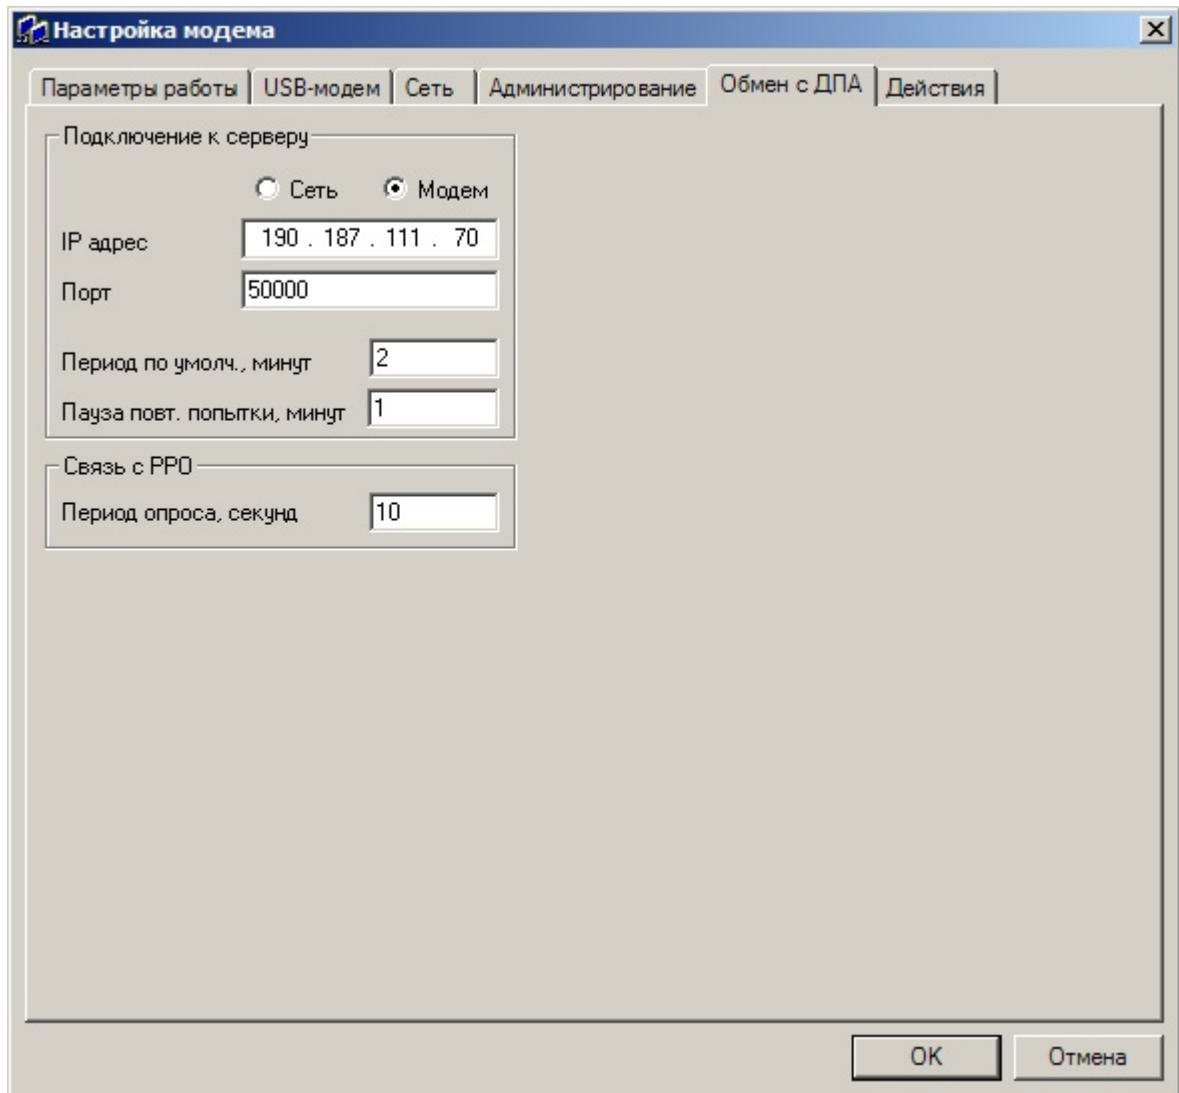 Настройка модема
Параметры работы USB-модем Сеть Администрирование Обмен с ДПА Действия
Подключение к серверу
Сеть Модем
IP адрес 190 . 187 . 111 . 70
Порт 50000
Период по умолч., минут 2
Пауза повт. попытки, минут 1
Связь с РРО
Период опроса, секунд 10
OK Отмена